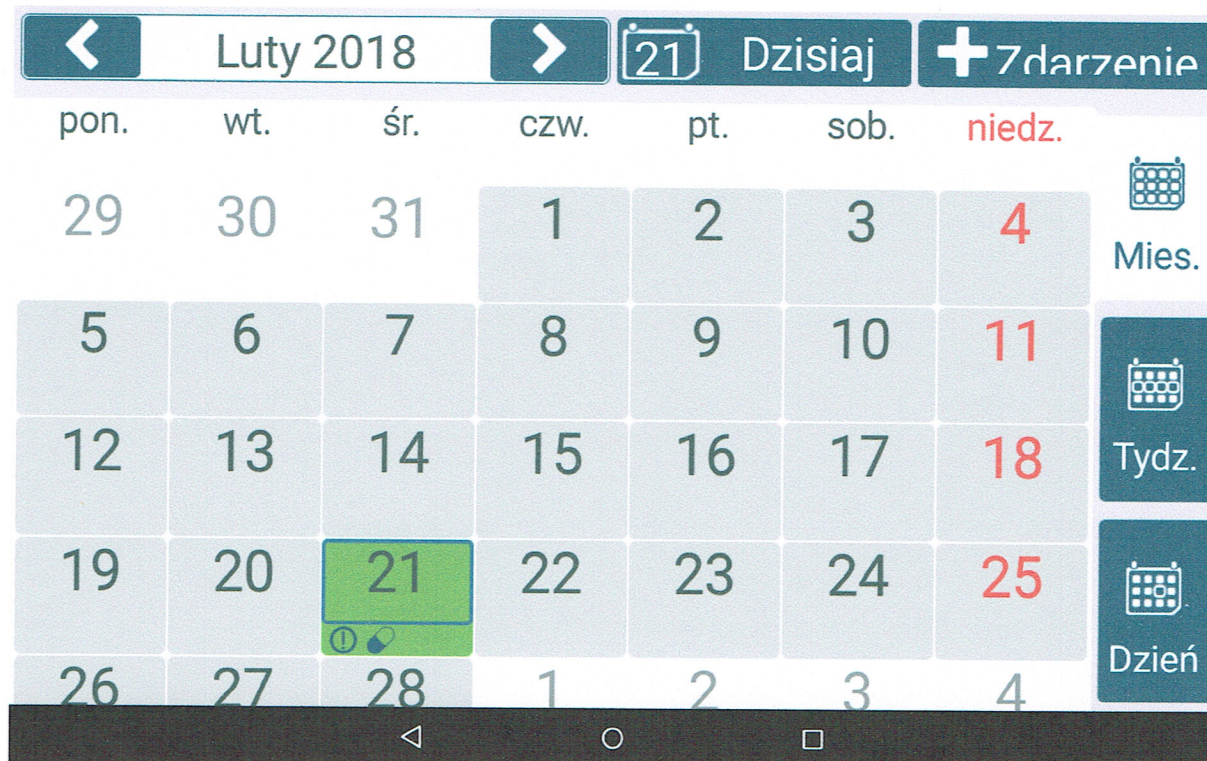 Luty 2018 21 Dzisiaj Zdarzenie
pon. wt. śr. czw. pt. sob. niedz.
29 30 31 1 2 3 4
Mies.
5 6 7 8 9 10 11
12 13 14 15 16 17 18
Tydz.
19 20 21 22 23 24 25
Dzień
26 27 28 1 2 3 4